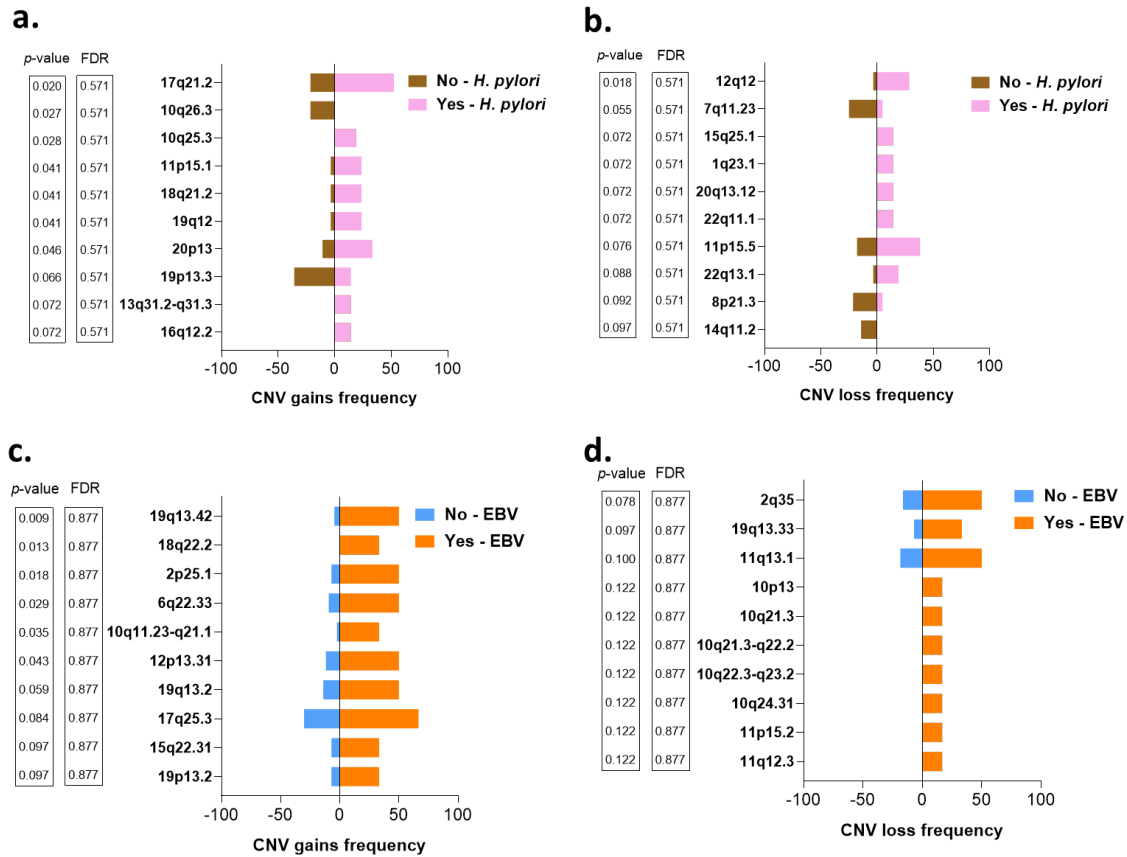 a.
p-value FDR
0.020 0.571 17q21.2
0.027 0.571 10q26.3
0.028 0.571 10q25.3
0.041 0.571 11p15.1
0.041 0.571 18q21.2
0.041 0.571 19q12
0.046 0.571 20p13
0.066 0.571 19p13.3
0.072 0.571 13q31.2-q31.3
0.072 0.571 16q12.2
No - H. pylori
Yes - H. pylori
-100 -50 0 50 100
CNV gains frequency
b.
p-value FDR
0.018 0.571 12q12
0.055 0.571 7q11.23
0.072 0.571 15q25.1
0.072 0.571 1q23.1
0.072 0.571 20q13.12
0.072 0.571 22q11.1
0.076 0.571 11p15.5
0.088 0.571 22q13.1
0.092 0.571 8p21.3
0.097 0.571 14q11.2
No - H. pylori
Yes - H. pylori
-100 -50 0 50 100
CNV loss frequency
c.
p-value FDR
0.009 0.877 19q13.42
0.013 0.877 18q22.2
0.018 0.877 2p25.1
0.029 0.877 6q22.33
0.035 0.877 10q11.23-q21.1
0.043 0.877 12p13.31
0.059 0.877 19q13.2
0.084 0.877 17q25.3
0.097 0.877 15q22.31
0.097 0.877 19p13.2
No - EBV
Yes - EBV
-100 -50 0 50 100
CNV gains frequency
d.
p-value FDR
0.078 0.877 2q35
0.097 0.877 19q13.33
0.100 0.877 11q13.1
0.122 0.877 10p13
0.122 0.877 10q21.3
0.122 0.877 10q21.3-q22.2
0.122 0.877 10q22.3-q23.2
0.122 0.877 10q24.31
0.122 0.877 11p15.2
0.122 0.877 11q12.3
No - EBV
Yes - EBV
-100 -50 0 50 100
CNV loss frequency